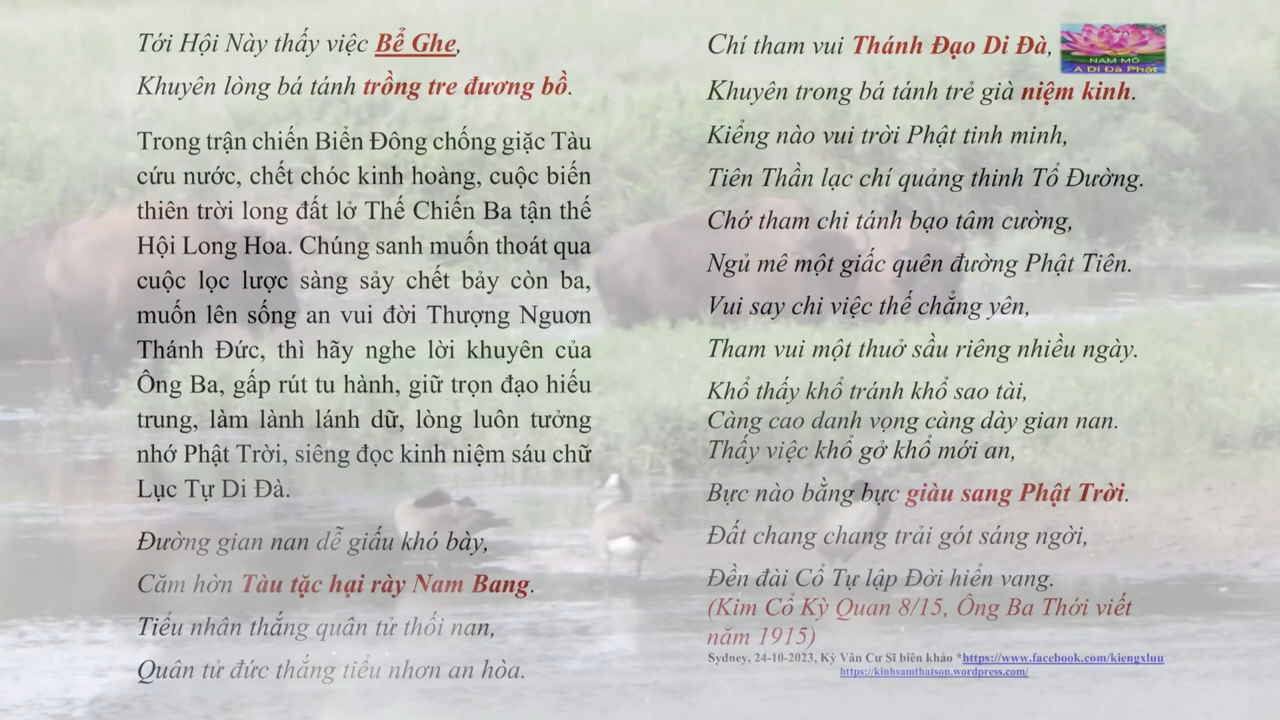 Tới Hội Này thấy việc Bể Ghe,
Khuyên lòng bá tánh trồng tre đương bồ.
Trong trận chiến Biển Đông chống giặc Tàu
cứu nước, chết chóc kinh hoàng, cuộc biến
thiên trời long đất lở Thế Chiến Ba tận thế
Hội Long Hoa. Chúng sanh muốn thoát qua
cuộc lọc lược sàng sảy chết bảy còn ba,
muốn lên sống an vui đời Thượng Nguơn
Thánh Đức, thì hãy nghe lời khuyên của
Ông Ba, gấp rút tu hành, giữ trọn đạo hiếu
trung, làm lành lánh dữ, lòng luôn tưởng
nhớ Phật Trời, siêng đọc kinh niệm sáu chữ
Lục Tự Di Đà.
Đường gian nan dễ giấu khó bày,
Căm hờn Tàu tặc hại rày Nam Bang.
Tiểu nhân thắng quân tử thối nan,
Quân tử đức thắng tiểu nhơn an hòa.
Chí tham vui Thánh Đạo Di Đà,
NAM MÔ
A Di Đà Phật
Khuyên trong bá tánh trẻ già niệm kinh.
Kiểng nào vui trời Phật tinh minh,
Tiên Thần lạc chí quảng thinh Tổ Đường.
Chớ tham chi tánh bạo tâm cường,
Ngủ mê một giấc quên đường Phật Tiên.
Vui say chi việc thế chẳng yên,
Tham vui một thuở sầu riêng nhiều ngày.
Khổ thấy khổ tránh khổ sao tài,
Càng cao danh vọng càng dày gian nan.
Thấy việc khổ gở khổ mới an,
Bực nào bằng bực giàu sang Phật Trời.
Đất chang chang trải gót sáng ngời,
Đền đài Cổ Tự lập Đời hiển vang.
(Kim Cổ Kỳ Quan 8/15, Ông Ba Thới viết
năm 1915)
Sydney, 24-10-2023, Kỳ Vân Cư Sĩ biên khảo *https://www.facebook.com/kiengxluu
https://kinhsamthatson.wordpress.com/